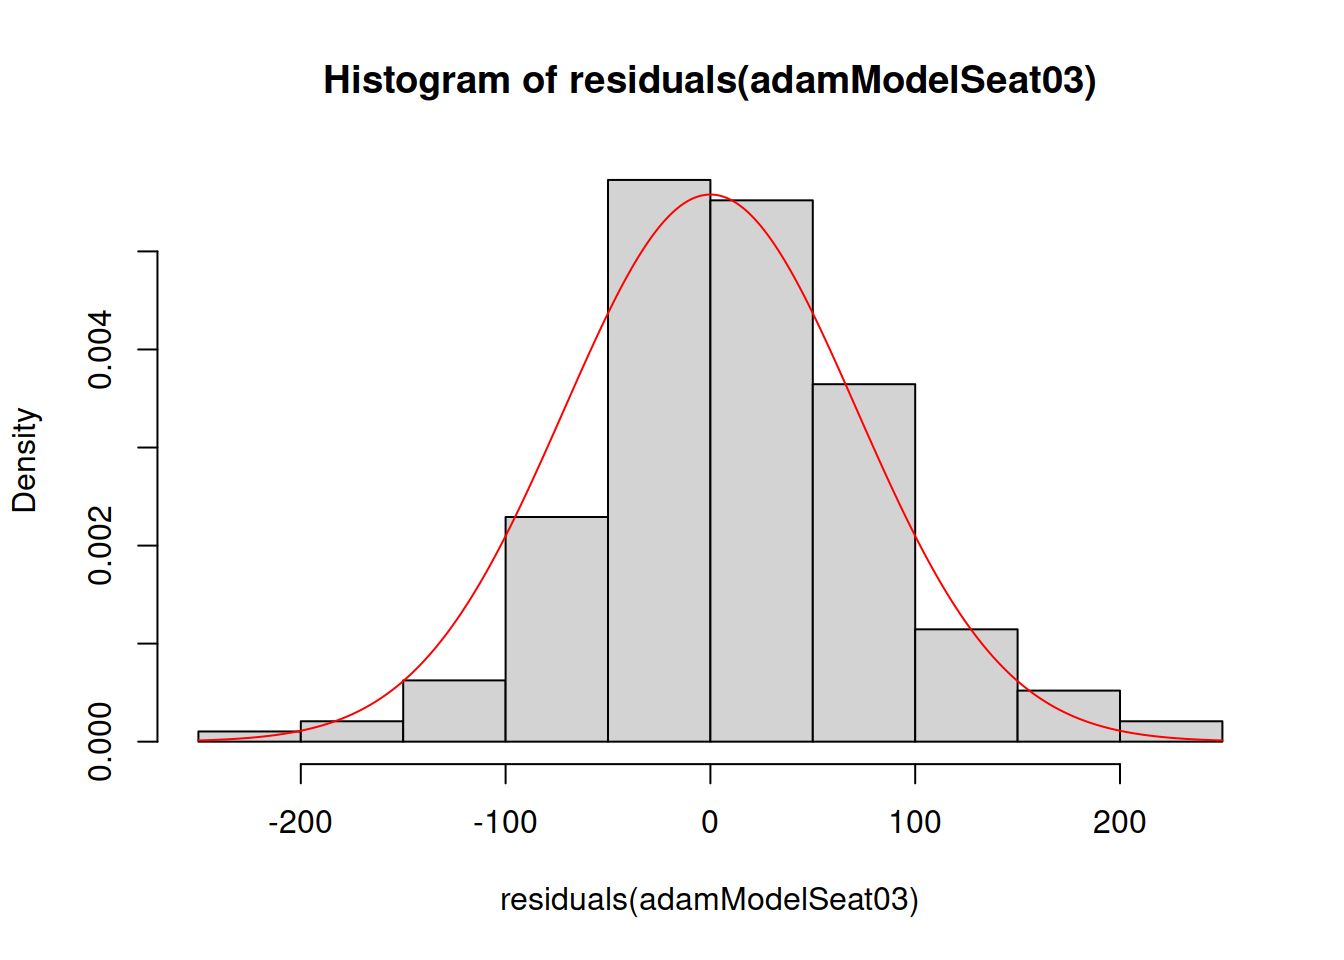 Histogram of residuals(adamModelSeat03)
Density
0.004
0.002
0.000
-200 -100 0 100 200
residuals(adamModelSeat03)